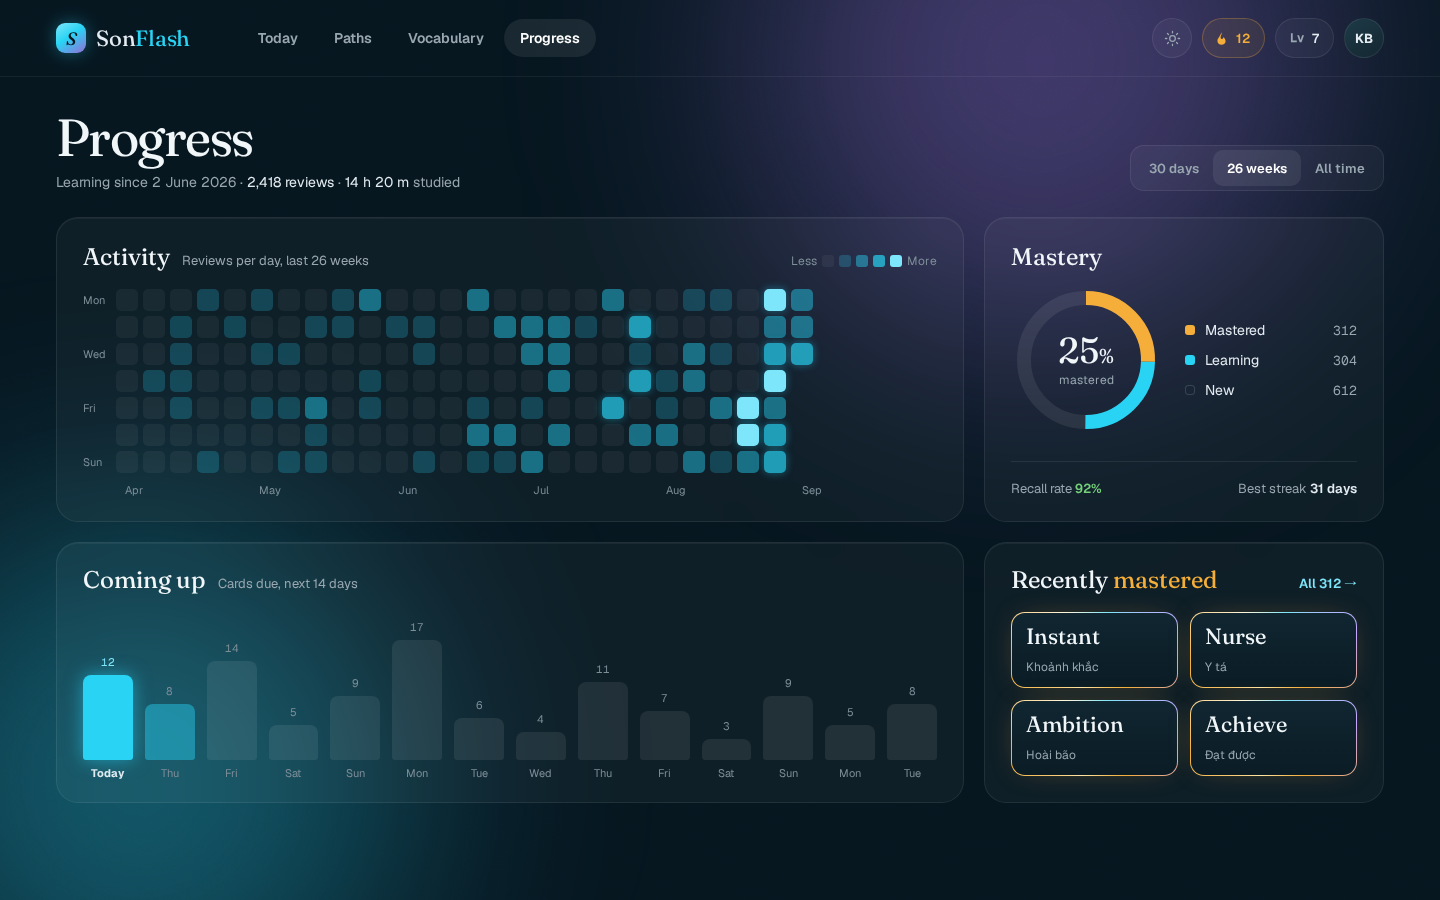 S SonFlash Today Paths Vocabulary Progress 12 Lv 7 KB
Progress
Learning since 2 June 2026 · 2,418 reviews · 14 h 20 m studied
30 days 26 weeks All time
Activity Reviews per day, last 26 weeks Less More
Mon
Wed
Fri
Sun
Apr May Jun Jul Aug Sep
Mastery
25%
mastered
Mastered 312
Learning 304
New 612
Recall rate 92% Best streak 31 days
Coming up Cards due, next 14 days
12 8 14 5 9 17 6 4 11 7 3 9 5 8
Today Thu Fri Sat Sun Mon Tue Wed Thu Fri Sat Sun Mon Tue
Recently mastered All 312 →
Instant
Khoảnh khắc
Nurse
Y tá
Ambition
Hoài bão
Achieve
Đạt được